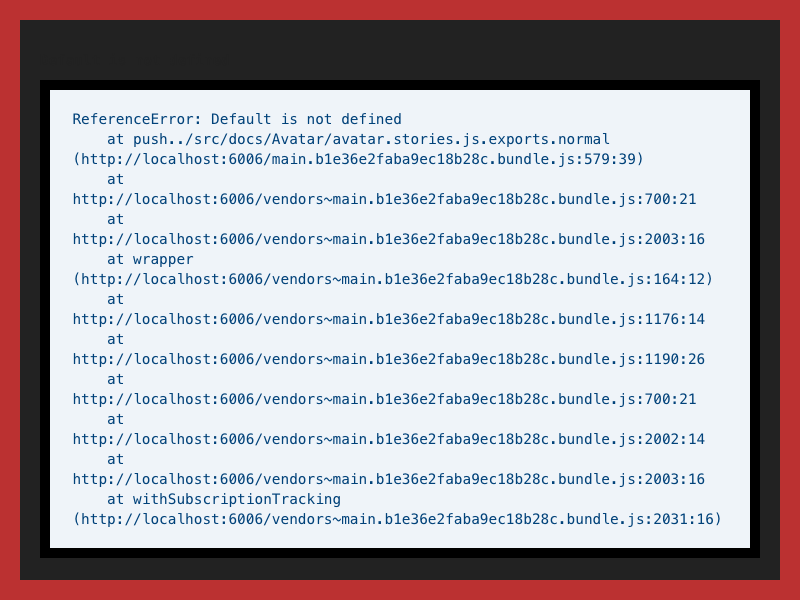 ReferenceError: Default is not defined
at push../src/docs/Avatar/avatar.stories.js.exports.normal
(http://localhost:6006/main.b1e36e2faba9ec18b28c.bundle.js:579:39)
at
http://localhost:6006/vendors~main.b1e36e2faba9ec18b28c.bundle.js:700:21
at
http://localhost:6006/vendors~main.b1e36e2faba9ec18b28c.bundle.js:2003:16
at wrapper
(http://localhost:6006/vendors~main.b1e36e2faba9ec18b28c.bundle.js:164:12)
at
http://localhost:6006/vendors~main.b1e36e2faba9ec18b28c.bundle.js:1176:14
at
http://localhost:6006/vendors~main.b1e36e2faba9ec18b28c.bundle.js:1190:26
at
http://localhost:6006/vendors~main.b1e36e2faba9ec18b28c.bundle.js:700:21
at
http://localhost:6006/vendors~main.b1e36e2faba9ec18b28c.bundle.js:2002:14
at
http://localhost:6006/vendors~main.b1e36e2faba9ec18b28c.bundle.js:2003:16
at withSubscriptionTracking
(http://localhost:6006/vendors~main.b1e36e2faba9ec18b28c.bundle.js:2031:16)